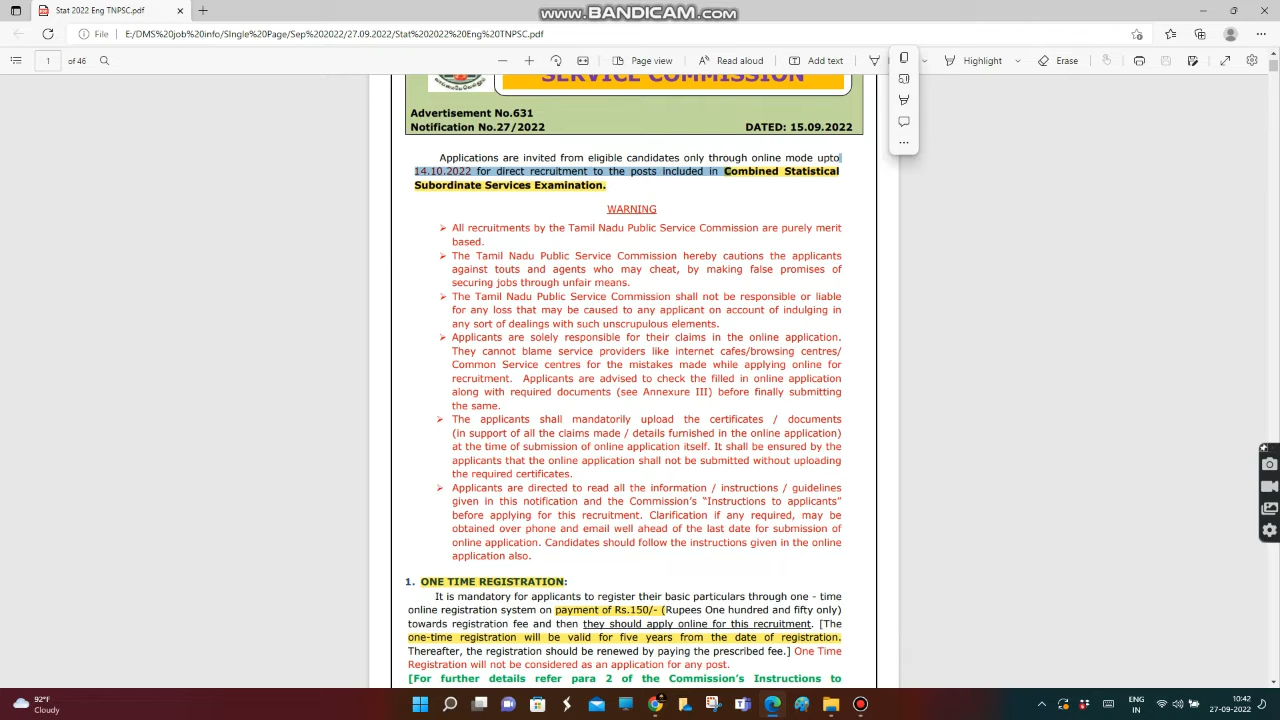 Stat 2022 Eng TNPSC.pdf
www.BANDICAM.com
File
E:/DMS%20job%20info/SIngle%20Page/Sep%202022/27.09.2022/Stat%202022%20Eng%20TNPSC.pdf
1 of 46
Page view
Read aloud
Add text
Highlight
Erase
SERVICE COMMISSION
Advertisement No.631
Notification No.27/2022 DATED: 15.09.2022
Applications are invited from eligible candidates only through online mode upto
14.10.2022 for direct recruitment to the posts included in Combined Statistical
Subordinate Services Examination.
WARNING
➢ All recruitments by the Tamil Nadu Public Service Commission are purely merit
based.
➢ The Tamil Nadu Public Service Commission hereby cautions the applicants
against touts and agents who may cheat, by making false promises of
securing jobs through unfair means.
➢ The Tamil Nadu Public Service Commission shall not be responsible or liable
for any loss that may be caused to any applicant on account of indulging in
any sort of dealings with such unscrupulous elements.
➢ Applicants are solely responsible for their claims in the online application.
They cannot blame service providers like internet cafes/browsing centres/
Common Service centres for the mistakes made while applying online for
recruitment. Applicants are advised to check the filled in online application
along with required documents (see Annexure III) before finally submitting
the same.
➢ The applicants shall mandatorily upload the certificates / documents
(in support of all the claims made / details furnished in the online application)
at the time of submission of online application itself. It shall be ensured by the
applicants that the online application shall not be submitted without uploading
the required certificates.
➢ Applicants are directed to read all the information / instructions / guidelines
given in this notification and the Commission's "Instructions to applicants"
before applying for this recruitment. Clarification if any required, may be
obtained over phone and email well ahead of the last date for submission of
online application. Candidates should follow the instructions given in the online
application also.
1. ONE TIME REGISTRATION:
It is mandatory for applicants to register their basic particulars through one - time
online registration system on payment of Rs.150/- (Rupees One hundred and fifty only)
towards registration fee and then they should apply online for this recruitment. [The
one-time registration will be valid for five years from the date of registration.
Thereafter, the registration should be renewed by paying the prescribed fee.] One Time
Registration will not be considered as an application for any post.
[For further details refer para 2 of the Commission's Instructions to
92°F
Cloudy
ENG
IN
10:42
27-09-2022